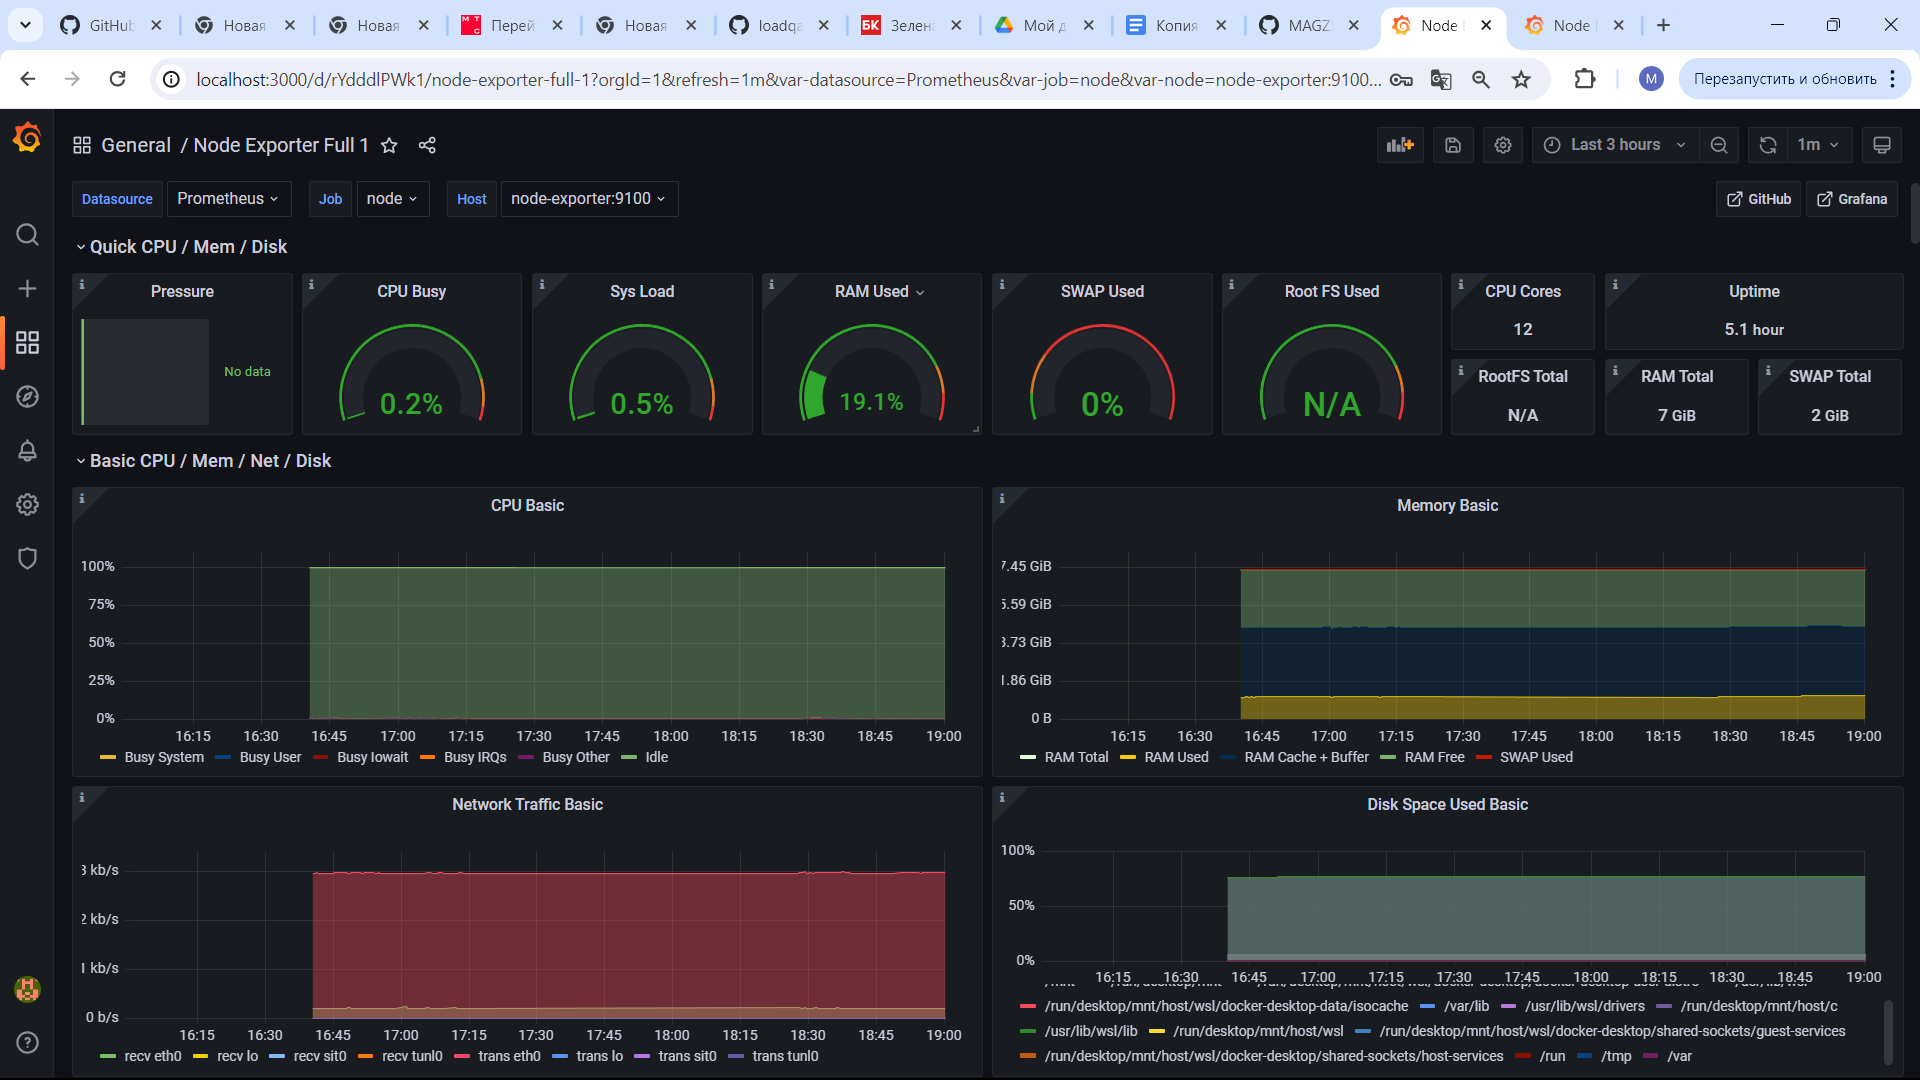 GitHub
Новая
Новая
Перей
Новая
loadqa
Зелена
Мой д
Копия
MAGZ
Node
Node
localhost:3000/d/rYdddlPWk1/node-exporter-full-1?orgId=1&refresh=1m&var-datasource=Prometheus&var-job=node&var-node=node-exporter:9100...
M
Перезапустить и обновить
General / Node Exporter Full 1
Last 3 hours
1m
Datasource Prometheus
Job node
Host node-exporter:9100
GitHub
Grafana
Quick CPU / Mem / Disk
Pressure
No data
CPU Busy
0.2%
Sys Load
0.5%
RAM Used
19.1%
SWAP Used
0%
Root FS Used
N/A
CPU Cores
12
Uptime
5.1 hour
RootFS Total
N/A
RAM Total
7 GiB
SWAP Total
2 GiB
Basic CPU / Mem / Net / Disk
CPU Basic
100%
75%
50%
25%
0%
16:15 16:30 16:45 17:00 17:15 17:30 17:45 18:00 18:15 18:30 18:45 19:00
Busy System Busy User Busy Iowait Busy IRQs Busy Other Idle
Memory Basic
7.45 GiB
5.59 GiB
3.73 GiB
1.86 GiB
0 B
16:15 16:30 16:45 17:00 17:15 17:30 17:45 18:00 18:15 18:30 18:45 19:00
RAM Total RAM Used RAM Cache + Buffer RAM Free SWAP Used
Network Traffic Basic
3 kb/s
2 kb/s
1 kb/s
0 b/s
16:15 16:30 16:45 17:00 17:15 17:30 17:45 18:00 18:15 18:30 18:45 19:00
recv eth0 recv lo recv sit0 recv tunl0 trans eth0 trans lo trans sit0 trans tunl0
Disk Space Used Basic
100%
50%
0%
16:15 16:30 16:45 17:00 17:15 17:30 17:45 18:00 18:15 18:30 18:45 19:00
/run/desktop/mnt/host/wsl/docker-desktop-data/isocache /var/lib /usr/lib/wsl/drivers /run/desktop/mnt/host/c
/usr/lib/wsl/lib /run/desktop/mnt/host/wsl /run/desktop/mnt/host/wsl/docker-desktop/shared-sockets/guest-services
/run/desktop/mnt/host/wsl/docker-desktop/shared-sockets/host-services /run /tmp /var